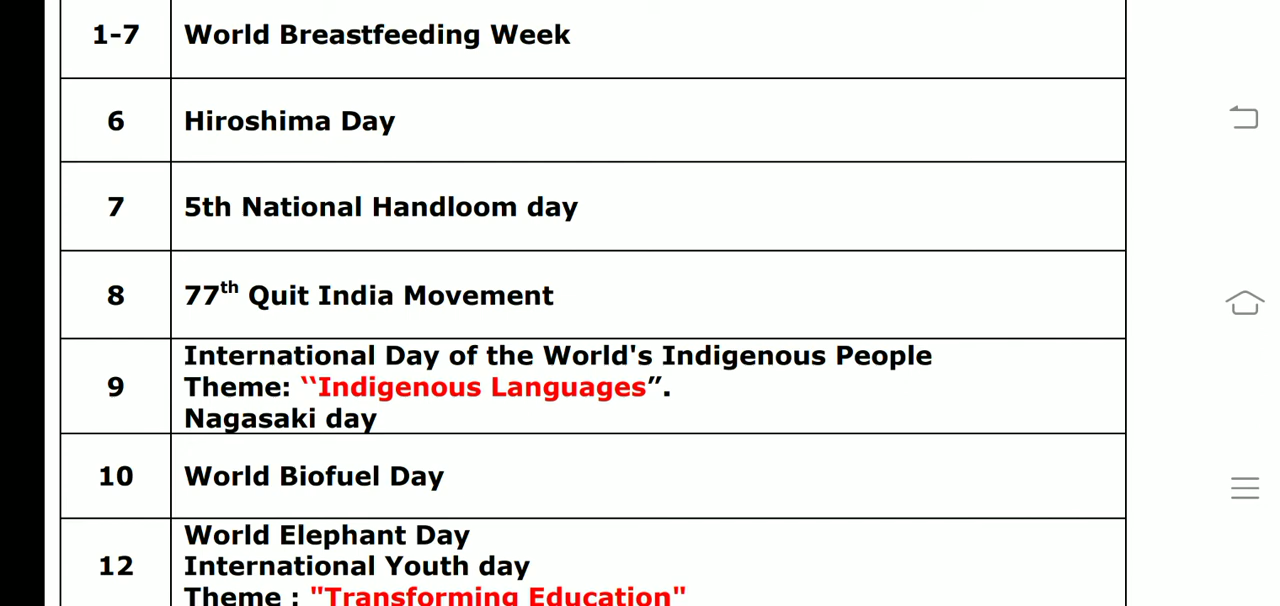 1-7 World Breastfeeding Week
6 Hiroshima Day
7 5th National Handloom day
8 77th Quit India Movement
International Day of the World's Indigenous People
9 Theme: ‘‘Indigenous Languages”.
Nagasaki day
10 World Biofuel Day
World Elephant Day
12 International Youth day
Theme : "Transforming Education"